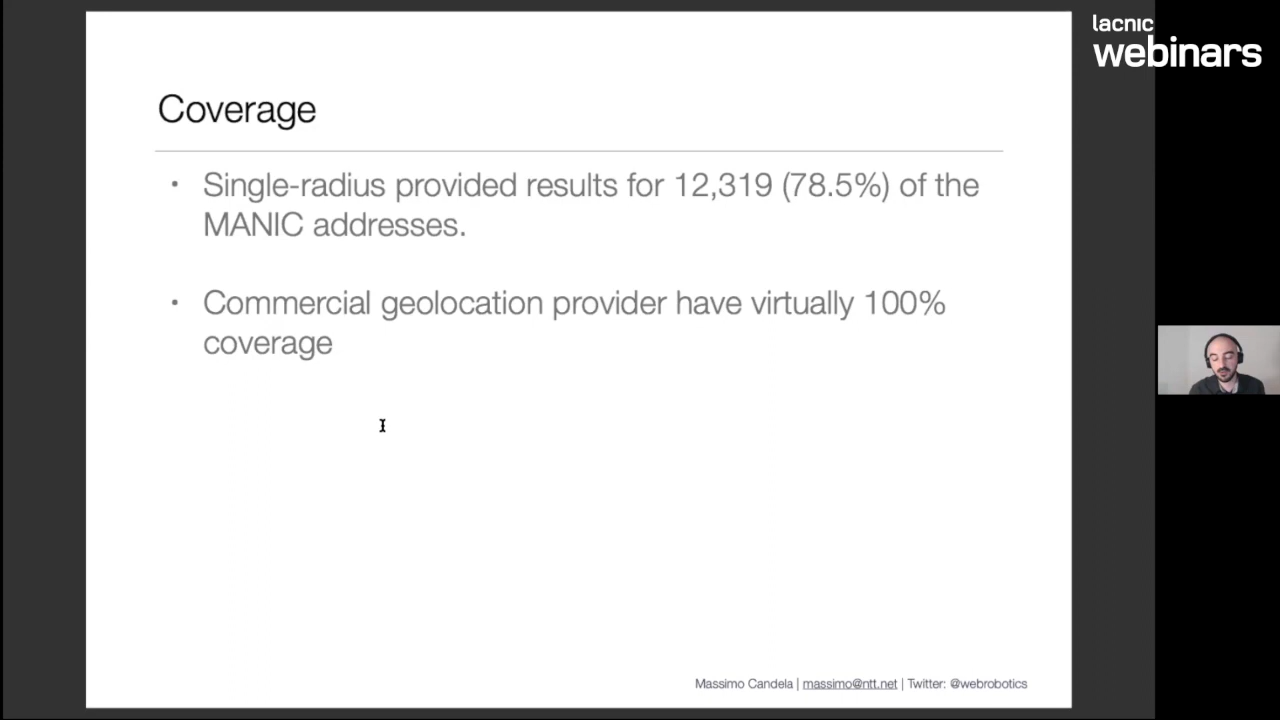 lacnic
webinars
Coverage
• Single-radius provided results for 12,319 (78.5%) of the
MANIC addresses.
• Commercial geolocation provider have virtually 100%
coverage
Massimo Candela | massimo@ntt.net | Twitter: @webrobotics